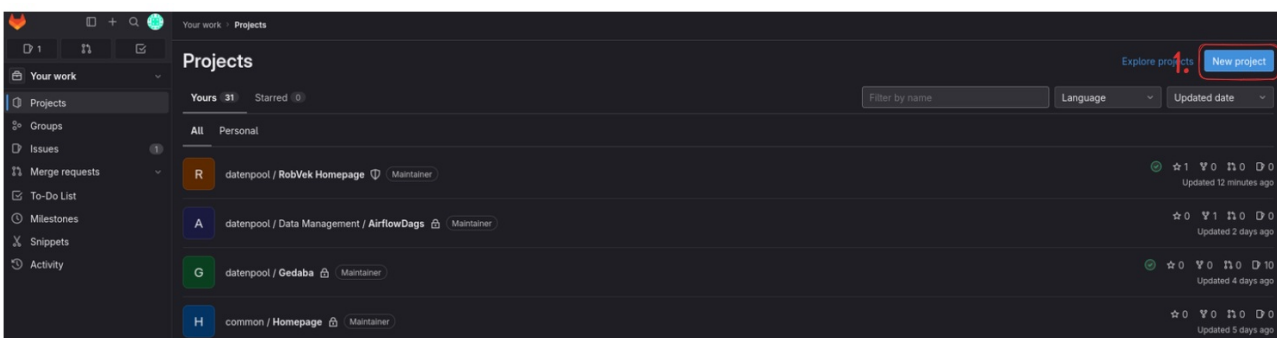 Your work › Projects
1
Your work
Projects
Groups
Issues 1
Merge requests
To-Do List
Milestones
Snippets
Activity
Projects
Explore projects
1.
New project
Yours 31 Starred 0
Filter by name
Language
Updated date
All Personal
R datenpool / RobVek Homepage Maintainer
1 0 0 0
Updated 12 minutes ago
A datenpool / Data Management / AirflowDags Maintainer
0 1 0 0
Updated 2 days ago
G datenpool / Gedaba Maintainer
0 0 0 10
Updated 4 days ago
H common / Homepage Maintainer
0 0 0 0
Updated 5 days ago